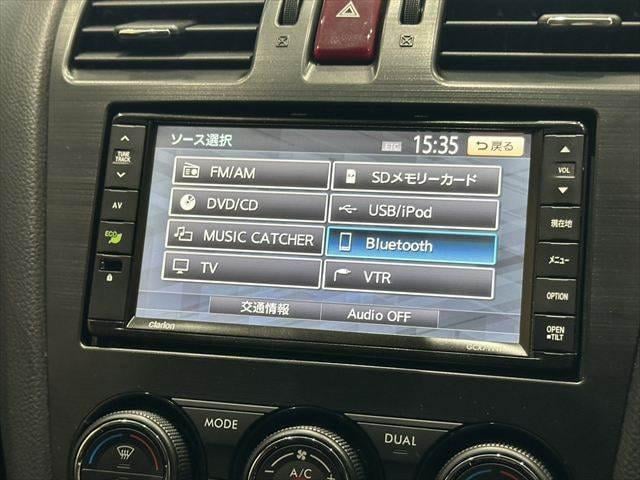 ソース選択
ETC
15:35
戻る
FM/AM
SDメモリーカード
DVD/CD
USB/iPod
MUSIC CATCHER
Bluetooth
TV
VTR
交通情報
Audio OFF
TUNE
TRACK
AV
ECO
VOL
現在地
メニュー
OPTION
OPEN
TILT
clarion
MODE
DUAL
A/C